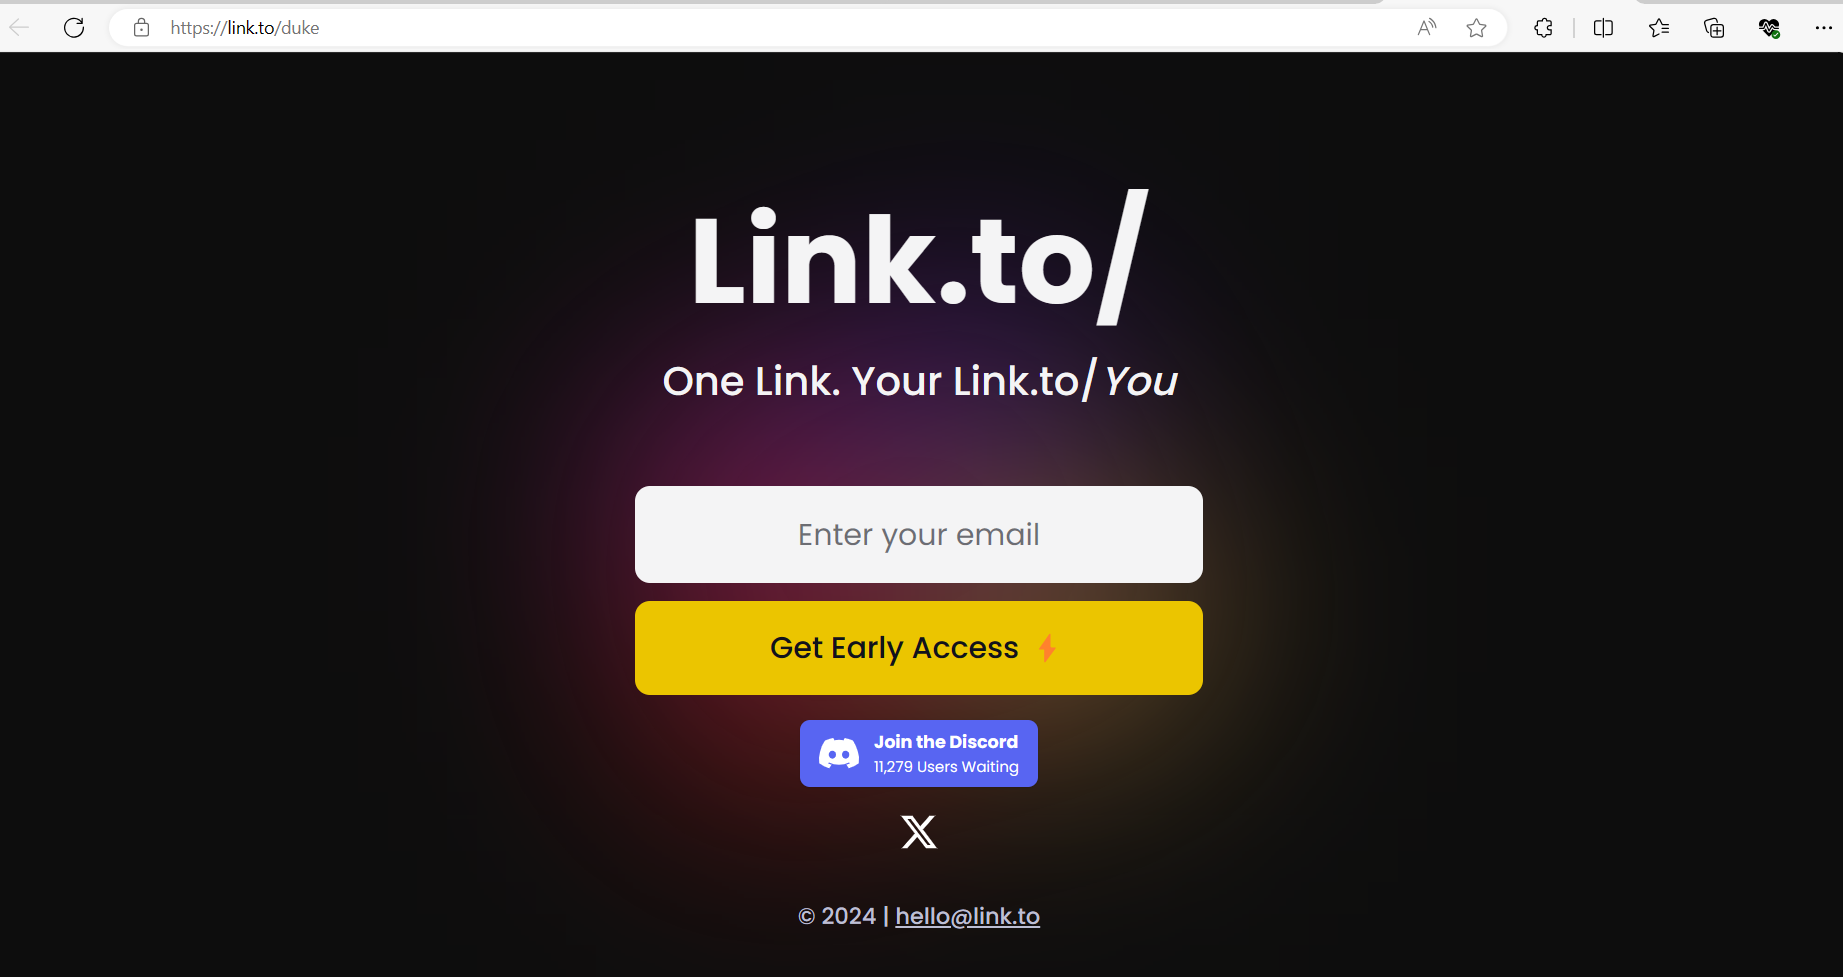 https://link.to/duke
Link.to/
One Link. Your Link.to/You
Enter your email
Get Early Access
Join the Discord
11,279 Users Waiting
© 2024 | hello@link.to